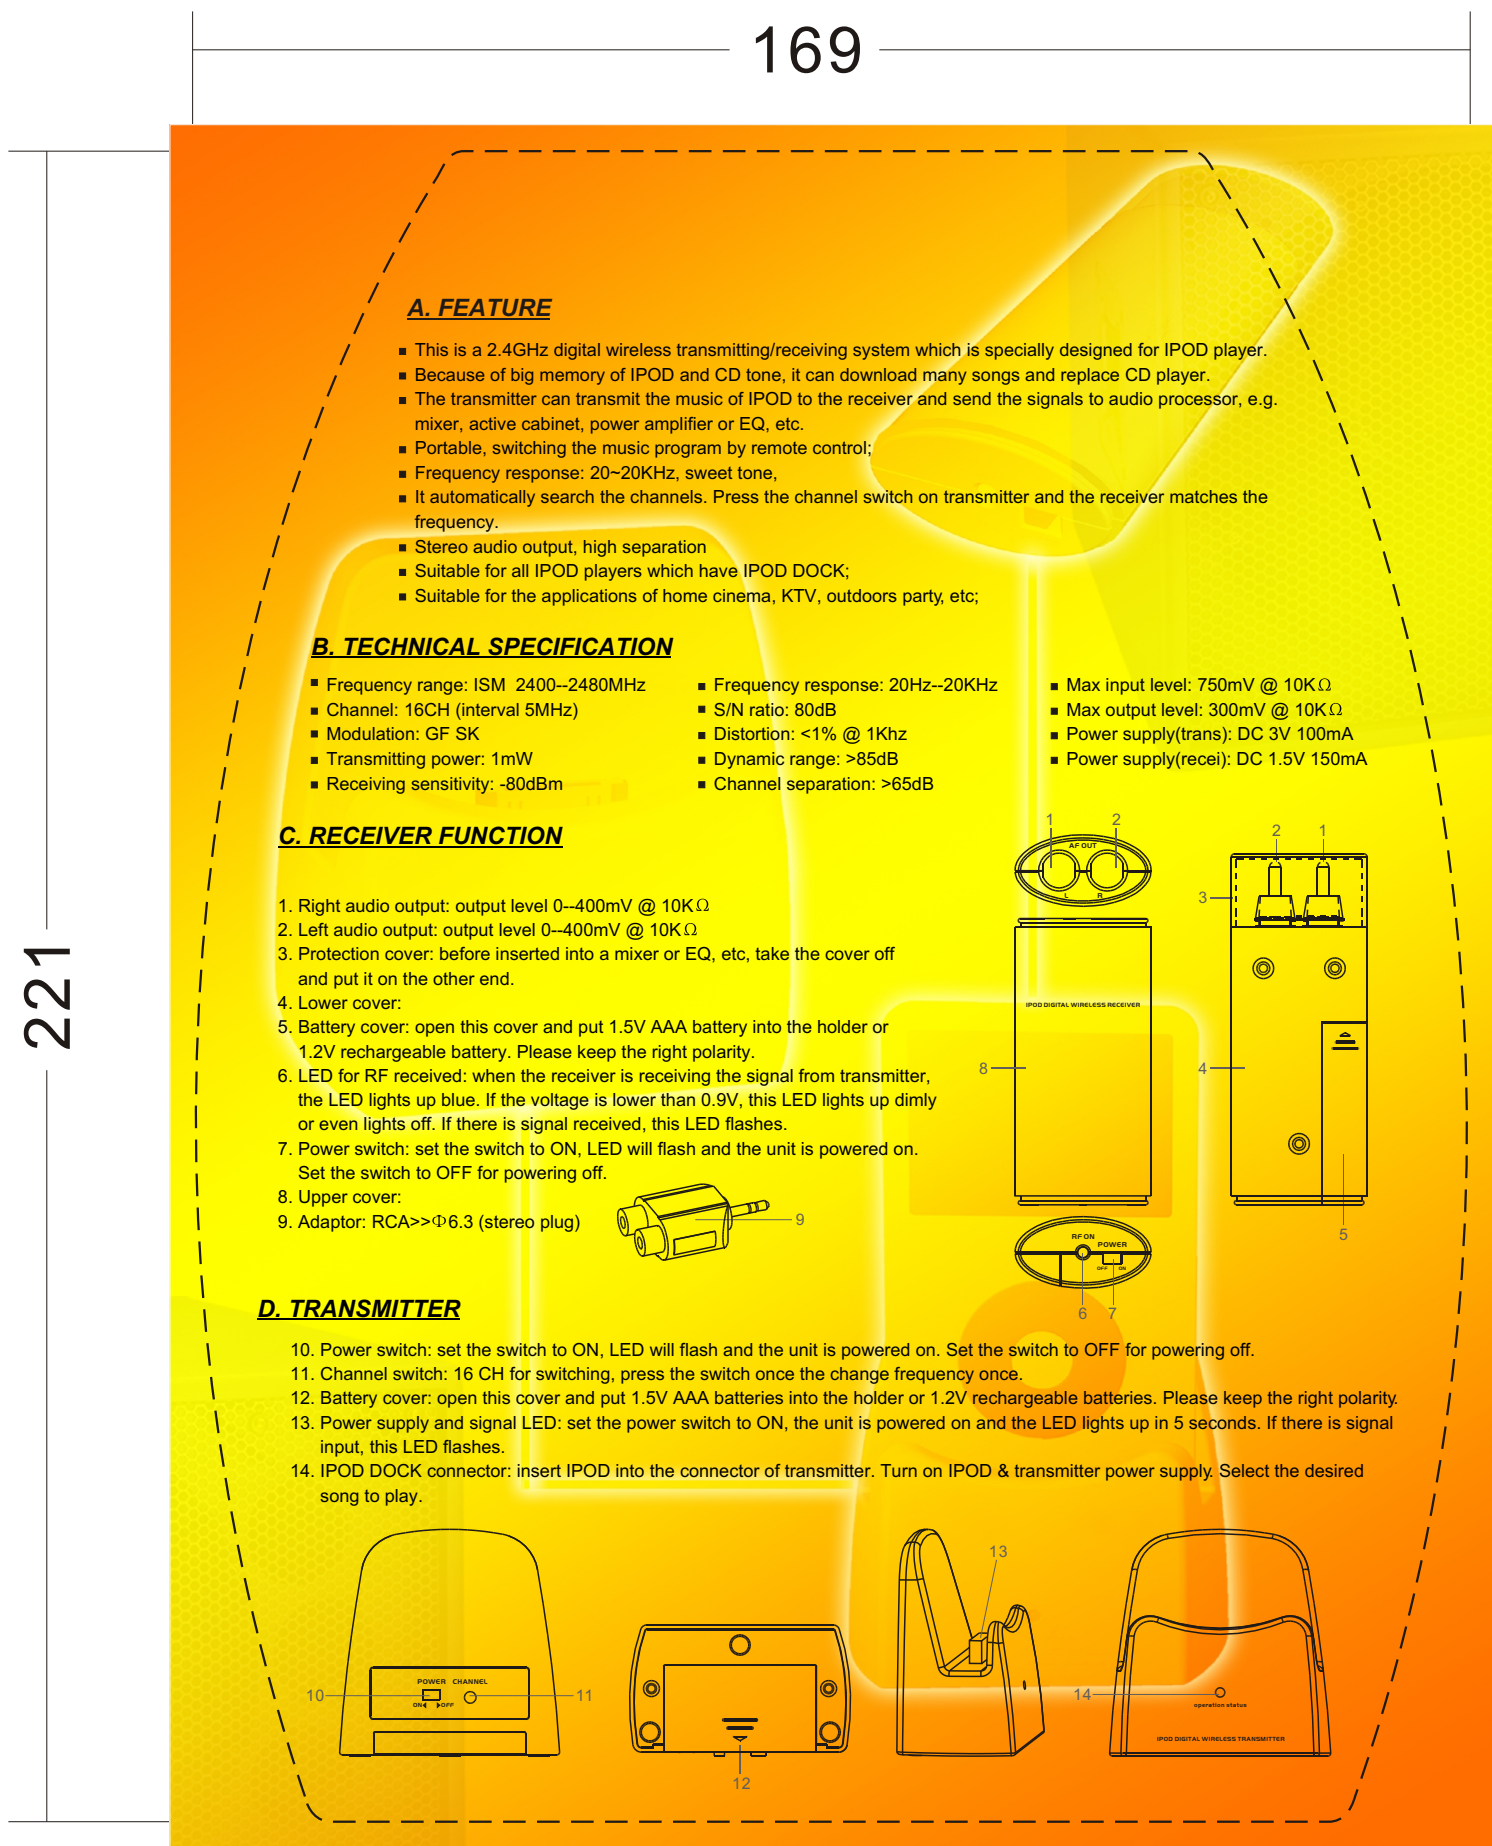 169
221
A. FEATURE
■ This is a 2.4GHz digital wireless transmitting/receiving system which is specially designed for IPOD player.
■ Because of big memory of IPOD and CD tone, it can download many songs and replace CD player.
■ The transmitter can transmit the music of IPOD to the receiver and send the signals to audio processor, e.g.
mixer, active cabinet, power amplifier or EQ, etc.
■ Portable, switching the music program by remote control;
■ Frequency response: 20~20KHz, sweet tone,
■ It automatically search the channels. Press the channel switch on transmitter and the receiver matches the
frequency.
■ Stereo audio output, high separation
■ Suitable for all IPOD players which have IPOD DOCK;
■ Suitable for the applications of home cinema, KTV, outdoors party, etc;
B. TECHNICAL SPECIFICATION
■ Frequency range: ISM 2400--2480MHz
■ Channel: 16CH (interval 5MHz)
■ Modulation: GF SK
■ Transmitting power: 1mW
■ Receiving sensitivity: -80dBm
■ Frequency response: 20Hz--20KHz
■ S/N ratio: 80dB
■ Distortion: <1% @ 1Khz
■ Dynamic range: >85dB
■ Channel separation: >65dB
■ Max input level: 750mV @ 10KΩ
■ Max output level: 300mV @ 10KΩ
■ Power supply(trans): DC 3V 100mA
■ Power supply(recei): DC 1.5V 150mA
C. RECEIVER FUNCTION
1. Right audio output: output level 0--400mV @ 10KΩ
2. Left audio output: output level 0--400mV @ 10KΩ
3. Protection cover: before inserted into a mixer or EQ, etc, take the cover off
and put it on the other end.
4. Lower cover:
5. Battery cover: open this cover and put 1.5V AAA battery into the holder or
1.2V rechargeable battery. Please keep the right polarity.
6. LED for RF received: when the receiver is receiving the signal from transmitter,
the LED lights up blue. If the voltage is lower than 0.9V, this LED lights up dimly
or even lights off. If there is signal received, this LED flashes.
7. Power switch: set the switch to ON, LED will flash and the unit is powered on.
Set the switch to OFF for powering off.
8. Upper cover:
9. Adaptor: RCA>>Φ6.3 (stereo plug)
9
1 2
AF OUT
L R
IPOD DIGITAL WIRELESS RECEIVER
8
RF ON
POWER
OFF ON
6 7
2 1
3
4
5
D. TRANSMITTER
10. Power switch: set the switch to ON, LED will flash and the unit is powered on. Set the switch to OFF for powering off.
11. Channel switch: 16 CH for switching, press the switch once the change frequency once.
12. Battery cover: open this cover and put 1.5V AAA batteries into the holder or 1.2V rechargeable batteries. Please keep the right polarity.
13. Power supply and signal LED: set the power switch to ON, the unit is powered on and the LED lights up in 5 seconds. If there is signal
input, this LED flashes.
14. IPOD DOCK connector: insert IPOD into the connector of transmitter. Turn on IPOD & transmitter power supply. Select the desired
song to play.
POWER CHANNEL
ON OFF
10
11
12
13
14
operation status
IPOD DIGITAL WIRELESS TRANSMITTER